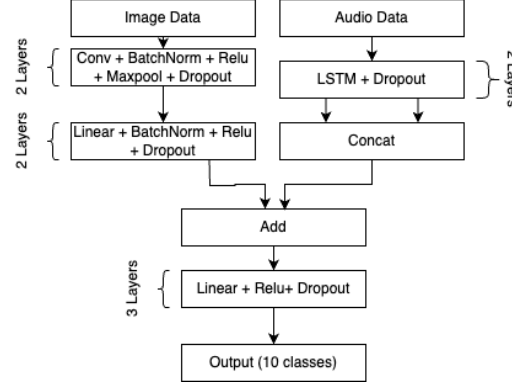 Image Data
Audio Data
2 Layers
Conv + BatchNorm + Relu
+ Maxpool + Dropout
LSTM + Dropout
2 Layers
2 Layers
Linear + BatchNorm + Relu
+ Dropout
Concat
Add
3 Layers
Linear + Relu+ Dropout
Output (10 classes)